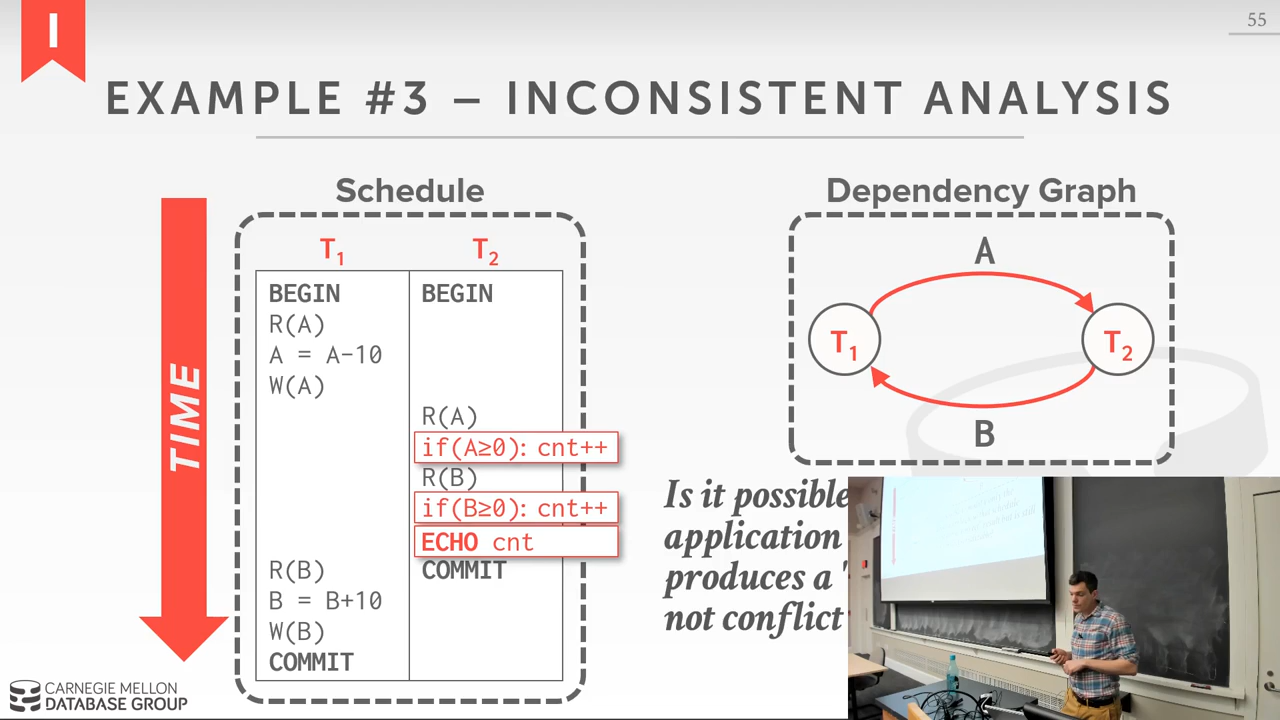 I
55
EXAMPLE #3 – INCONSISTENT ANALYSIS
Schedule
TIME
T1 T2
BEGIN BEGIN
R(A)
A = A–10
W(A)
R(A)
if(A≥0): cnt++
R(B)
if(B≥0): cnt++
ECHO cnt
R(B) COMMIT
B = B+10
W(B)
COMMIT
Dependency Graph
A
T1 T2
B
Is it possible
application
produces a "
not conflict
CARNEGIE MELLON
DATABASE GROUP